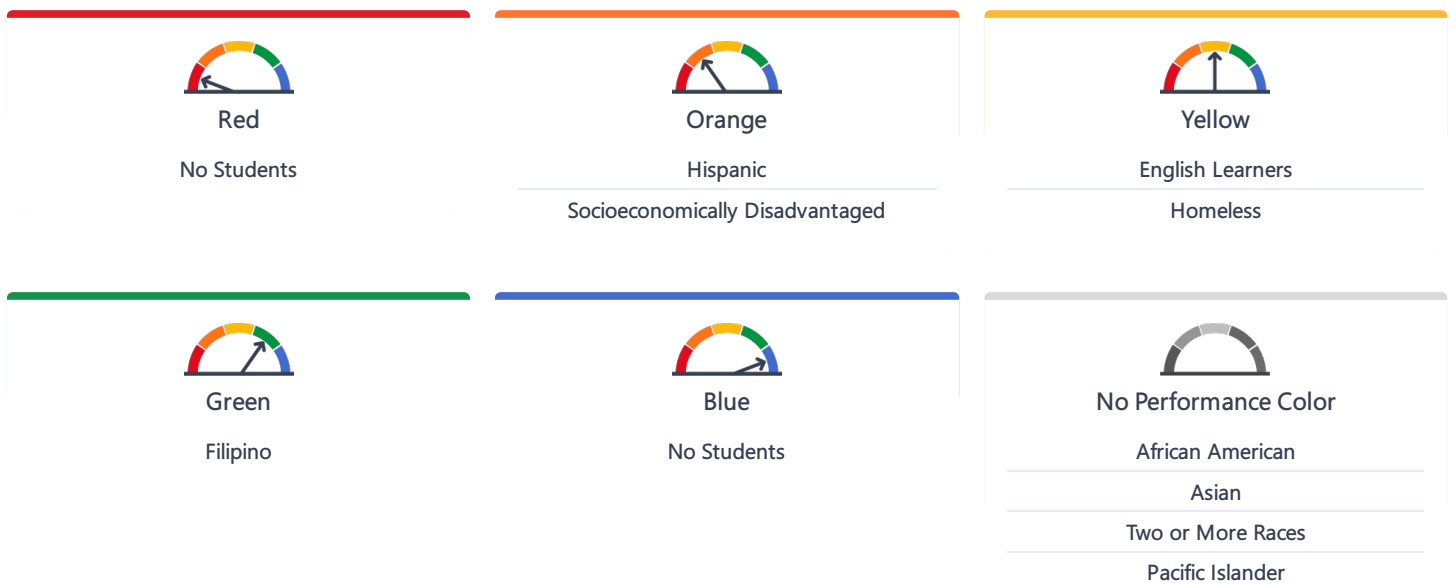 Red
No Students
Orange
Hispanic
Socioeconomically Disadvantaged
Yellow
English Learners
Homeless
Green
Filipino
Blue
No Students
No Performance Color
African American
Asian
Two or More Races
Pacific Islander